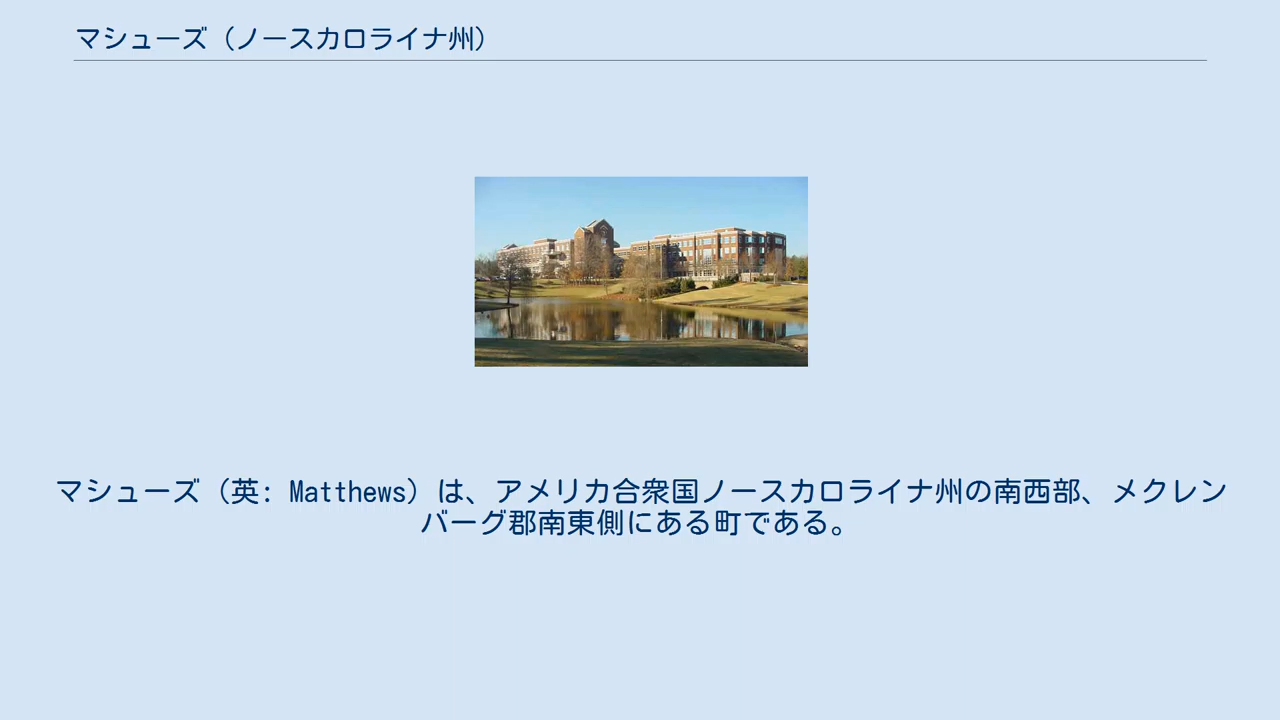 マシューズ（ノースカロライナ州）
マシューズ（英: Matthews）は、アメリカ合衆国ノースカロライナ州の南西部、メクレン
バーグ郡南東側にある町である。